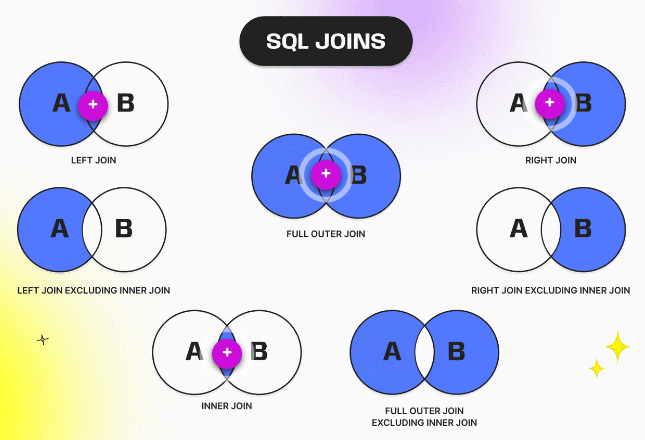 SQL JOINS
A + B
LEFT JOIN
A + B
RIGHT JOIN
A + B
FULL OUTER JOIN
A B
LEFT JOIN EXCLUDING INNER JOIN
A B
RIGHT JOIN EXCLUDING INNER JOIN
A + B
INNER JOIN
A B
FULL OUTER JOIN
EXCLUDING INNER JOIN